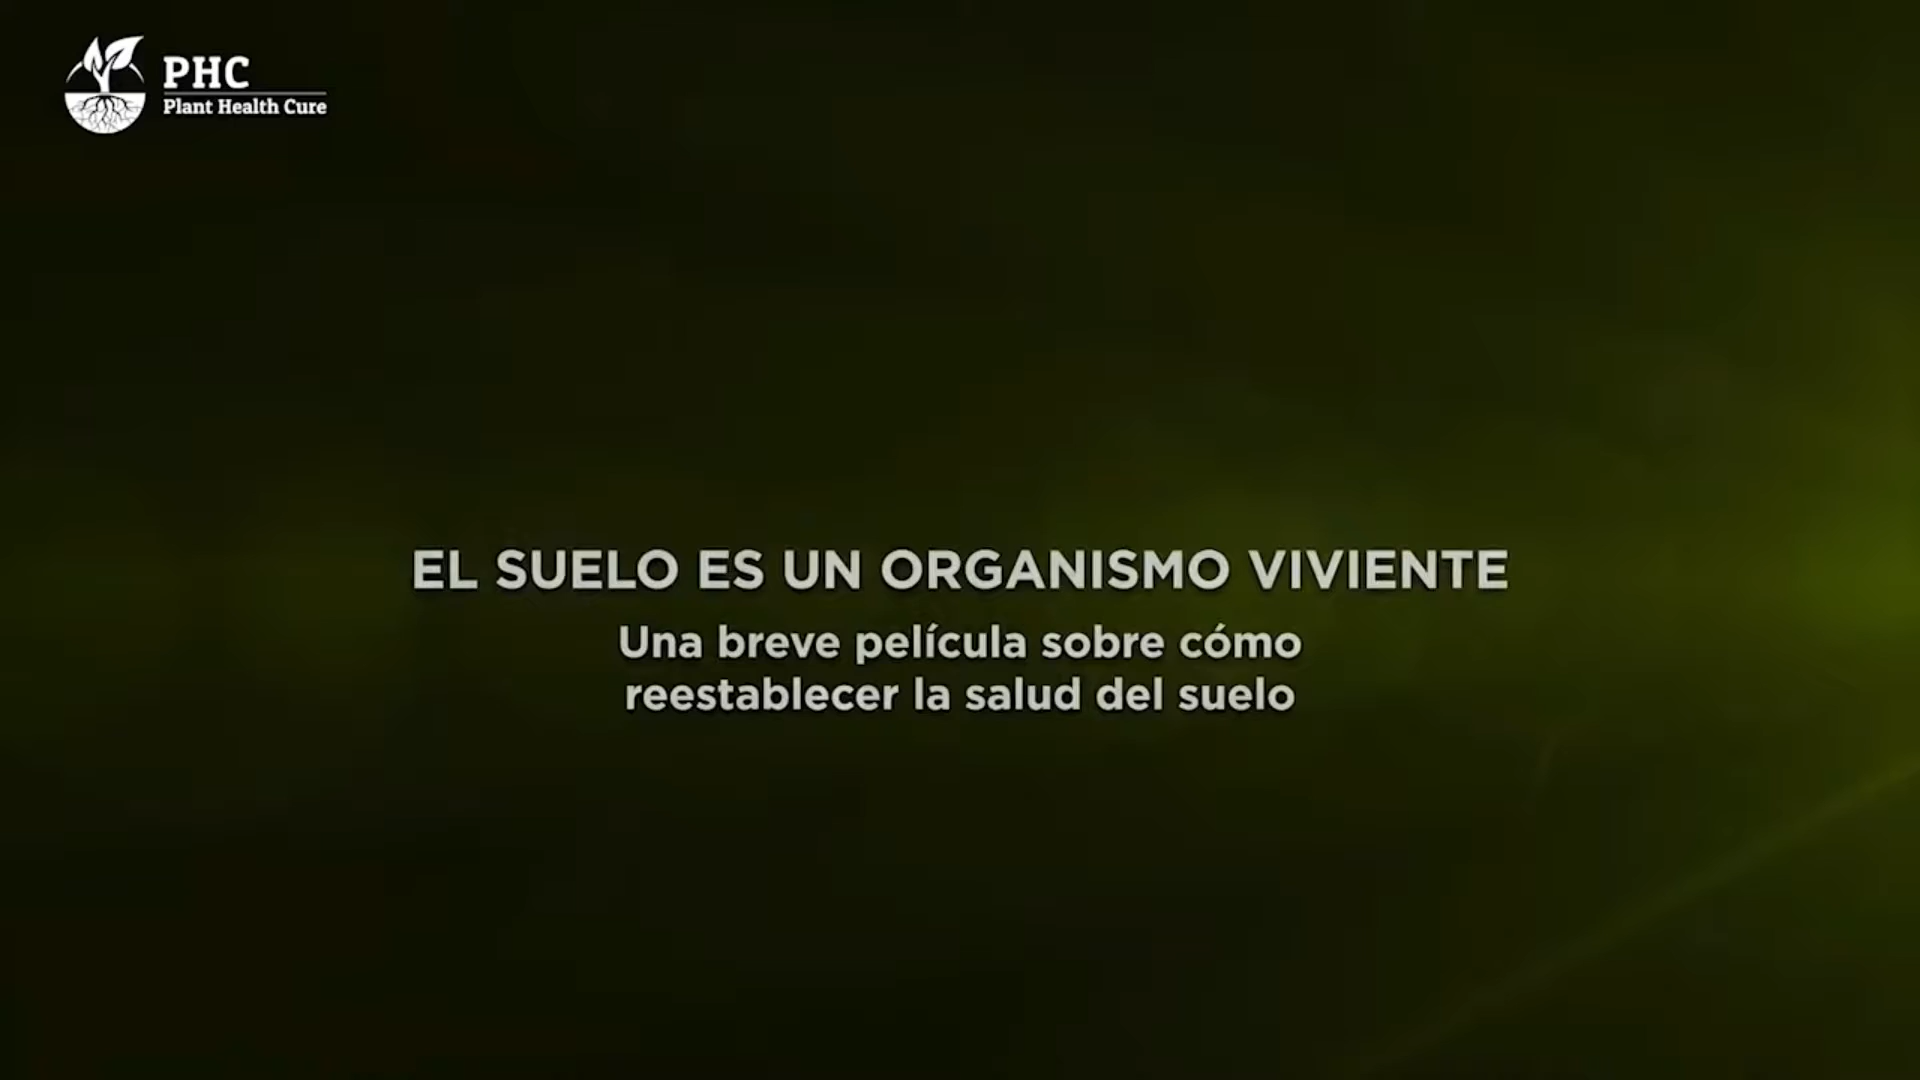 PHC
Plant Health Cure
EL SUELO ES UN ORGANISMO VIVIENTE
Una breve película sobre cómo
reestablecer la salud del suelo